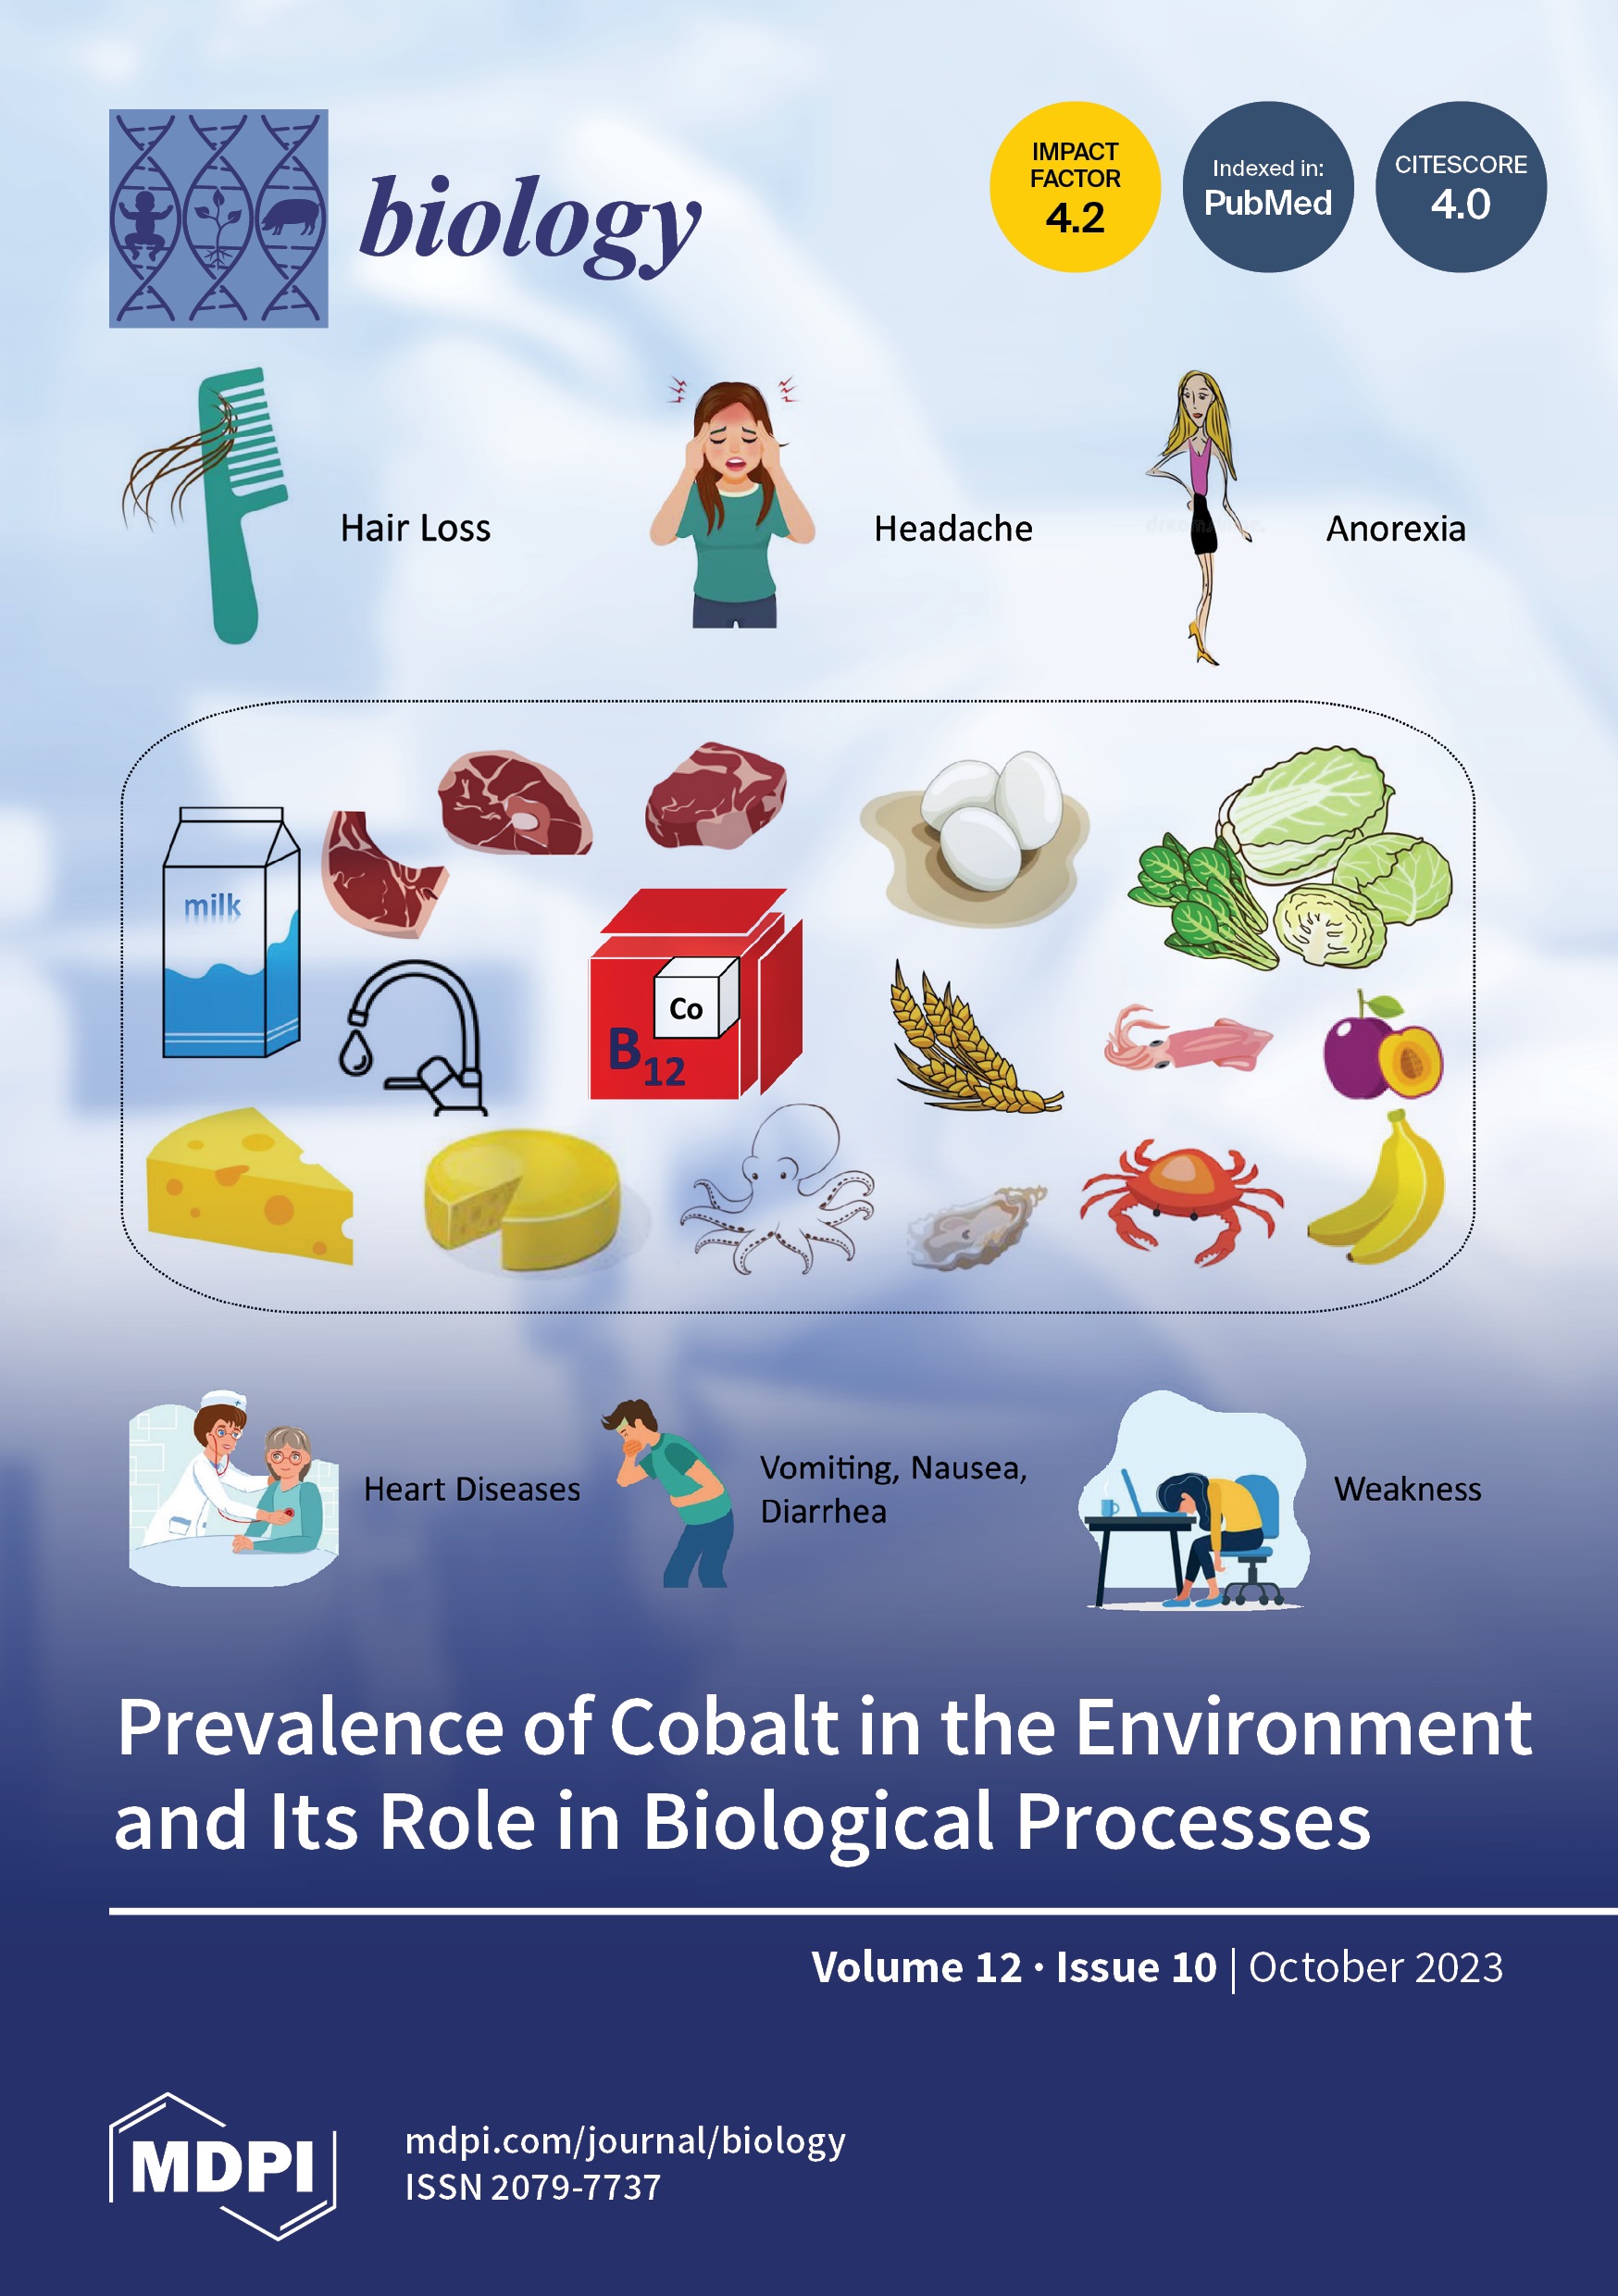 biology
IMPACT
FACTOR
4.2
Indexed in:
PubMed
CITESCORE
4.0
Hair Loss
Headache
Anorexia
milk
Co
B12
Heart Diseases
Vomiting, Nausea,
Diarrhea
Weakness
Prevalence of Cobalt in the Environment
and Its Role in Biological Processes
Volume 12 · Issue 10 | October 2023
MDPI
mdpi.com/journal/biology
ISSN 2079-7737